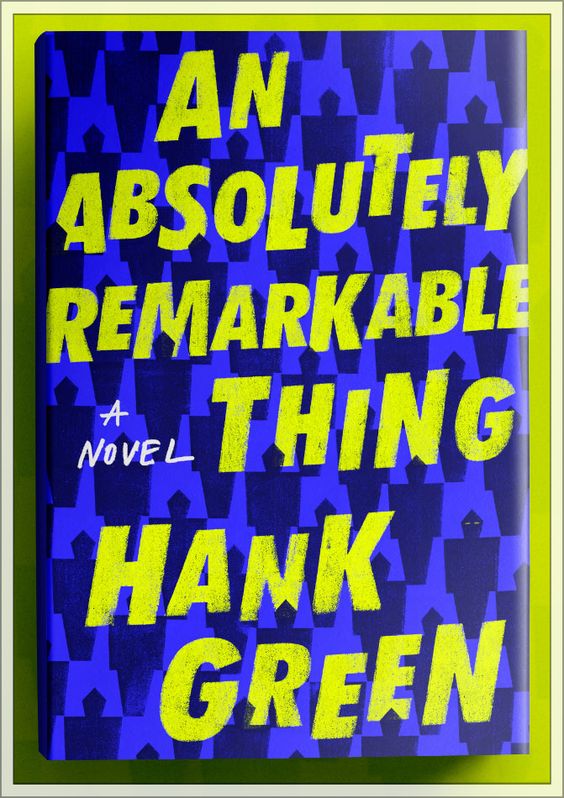 AN
ABSOLUTELY
REMARKABLE
A THING
NOVEL
HANK
GREEN